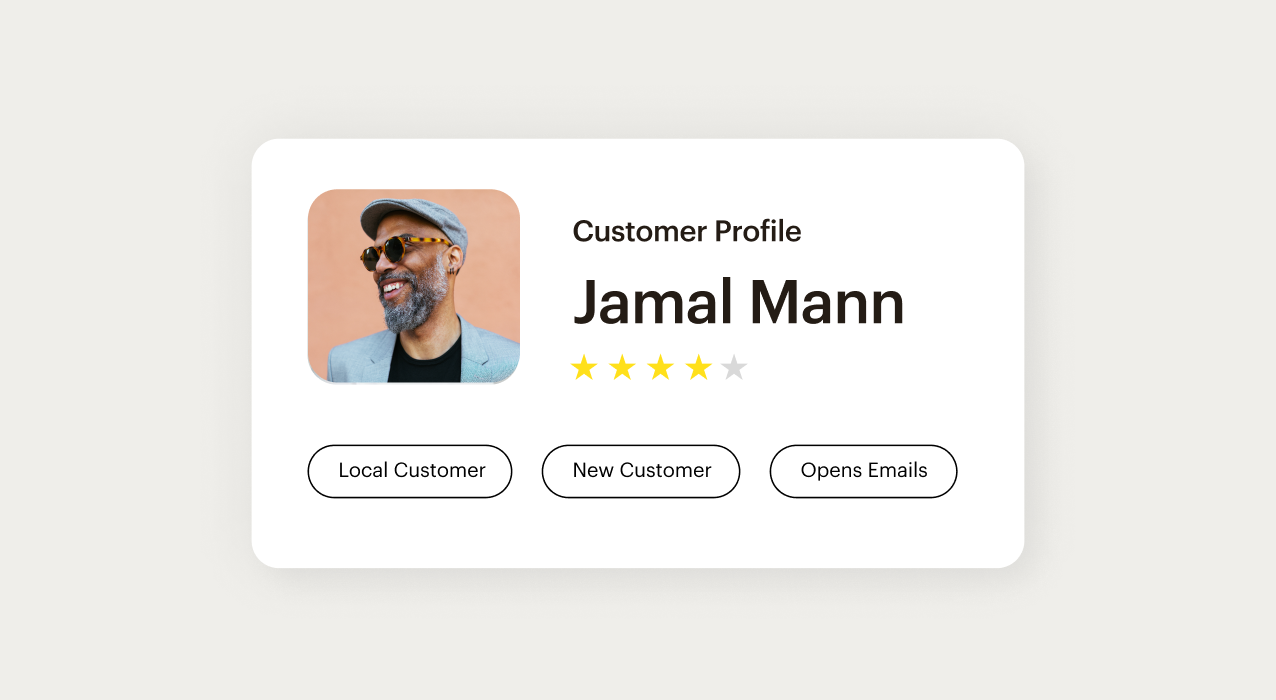 Customer Profile
Jamal Mann
Local Customer
New Customer
Opens Emails